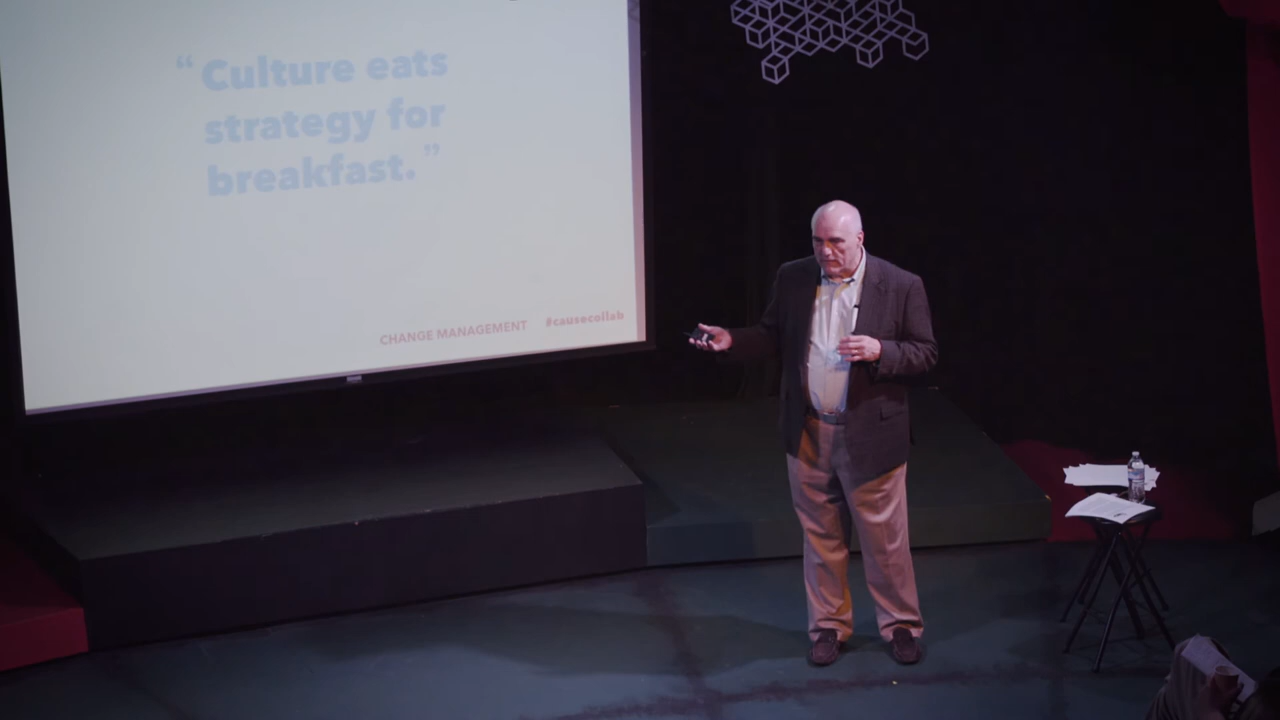 “Culture eats
strategy for
breakfast.”
CHANGE MANAGEMENT #causecollab